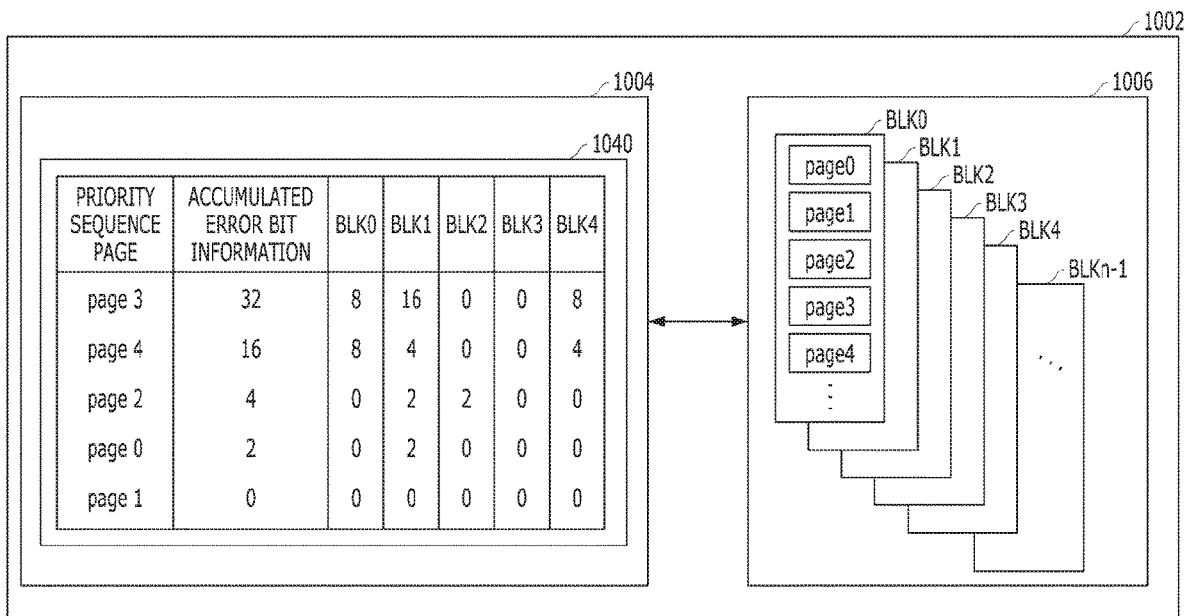 1002
1004
1006
1040
PRIORITY SEQUENCE PAGE ACCUMULATED ERROR BIT INFORMATION BLK0 BLK1 BLK2 BLK3 BLK4
page 3 32 8 16 0 0 8
page 4 16 8 4 0 0 4
page 2 4 0 2 2 0 0
page 0 2 0 2 0 0 0
page 1 0 0 0 0 0 0
BLK0
BLK1
BLK2
BLK3
BLK4
BLKn-1
page0
page1
page2
page3
page4
⋮
...